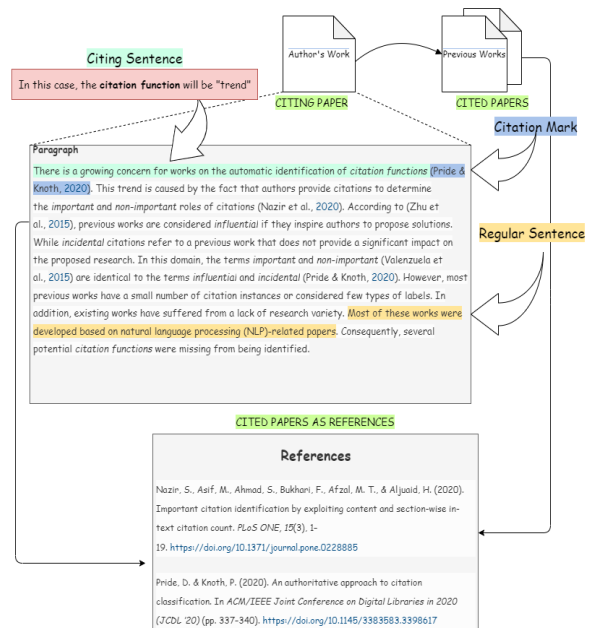 Citing Sentence
In this case, the citation function will be "trend"
Author's Work
Previous Works
CITING PAPER
CITED PAPERS
Citation Mark
Paragraph
There is a growing concern for works on the automatic identification of citation functions (Pride &
Knoth, 2020). This trend is caused by the fact that authors provide citations to determine
the important and non-important roles of citations (Nazir et al., 2020). According to (Zhu et
al., 2015), previous works are considered influential if they inspire authors to propose solutions.
While incidental citations refer to a previous work that does not provide a significant impact on
the proposed research. In this domain, the terms important and non-important (Valenzuela et
al., 2015) are identical to the terms influential and incidental (Pride & Knoth, 2020). However, most
previous works have a small number of citation instances or considered few types of labels. In
addition, existing works have suffered from a lack of research variety. Most of these works were
developed based on natural language processing (NLP)-related papers. Consequently, several
potential citation functions were missing from being identified.
Regular Sentence
CITED PAPERS AS REFERENCES
References
Nazir, S., Asif, M., Ahmad, S., Bukhari, F., Afzal, M. T., & Aljuaid, H. (2020).
Important citation identification by exploiting content and section-wise in-
text citation count. PLoS ONE, 15(3), 1-
19. https://doi.org/10.1371/journal.pone.0228885
Pride, D. & Knoth, P. (2020). An authoritative approach to citation
classification. In ACM/IEEE Joint Conference on Digital Libraries in 2020
(JCDL '20) (pp. 337-340). https://doi.org/10.1145/3383583.3398617